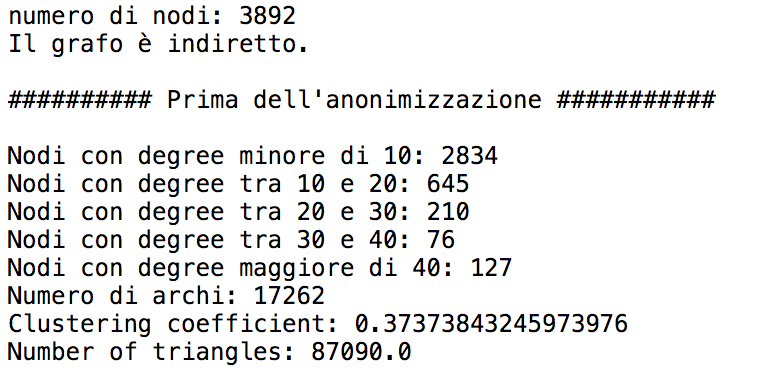 numero di nodi: 3892
Il grafo è indiretto.
########## Prima dell'anonimizzazione ###########
Nodi con degree minore di 10: 2834
Nodi con degree tra 10 e 20: 645
Nodi con degree tra 20 e 30: 210
Nodi con degree tra 30 e 40: 76
Nodi con degree maggiore di 40: 127
Numero di archi: 17262
Clustering coefficient: 0.37373843245973976
Number of triangles: 87090.0